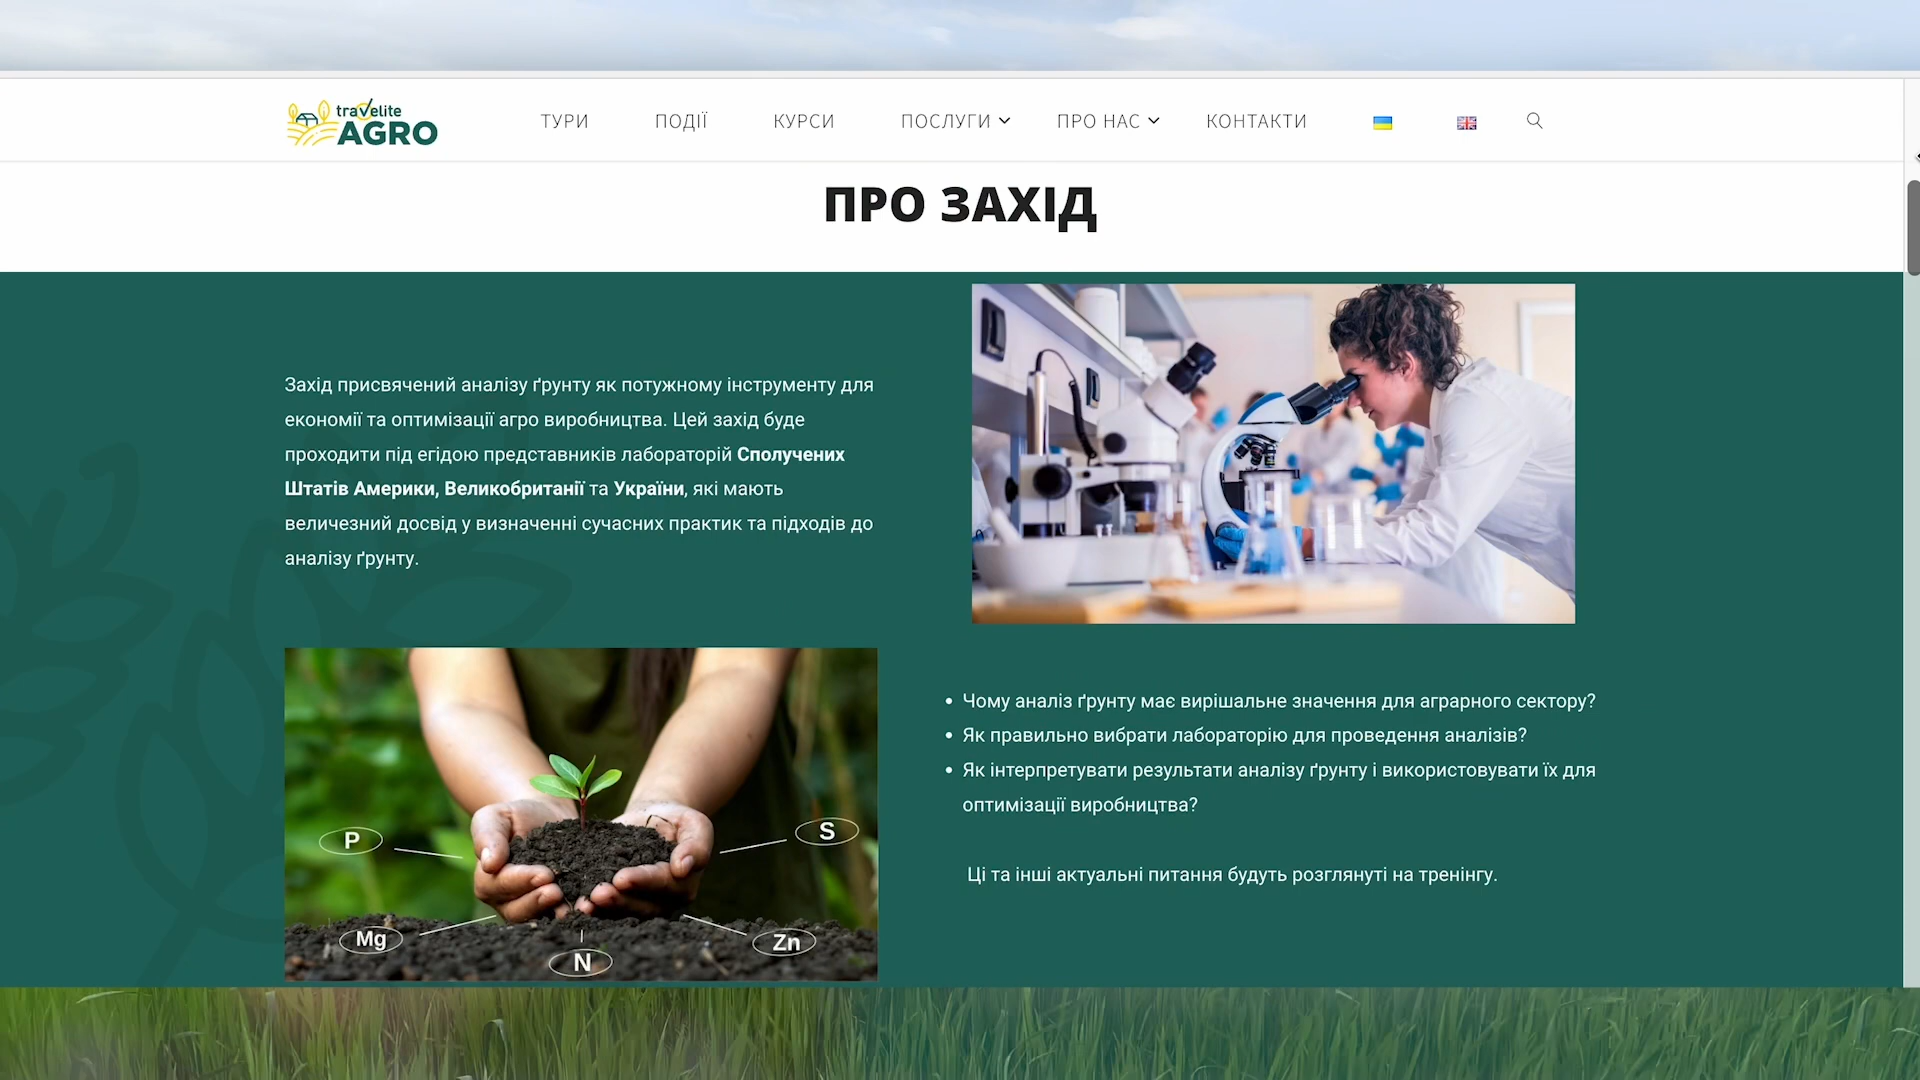 travelite
AGRO
ТУРИ
ПОДІЇ
КУРСИ
ПОСЛУГИ
ПРО НАС
КОНТАКТИ
ПРО ЗАХІД
Захід присвячений аналізу ґрунту як потужному інструменту для
економії та оптимізації агро виробництва. Цей захід буде
проходити під егідою представників лабораторій Сполучених
Штатів Америки, Великобританії та України, які мають
величезний досвід у визначенні сучасних практик та підходів до
аналізу ґрунту.
P
S
Mg
N
Zn
• Чому аналіз ґрунту має вирішальне значення для аграрного сектору?
• Як правильно вибрати лабораторію для проведення аналізів?
• Як інтерпретувати результати аналізу ґрунту і використовувати їх для
оптимізації виробництва?
Ці та інші актуальні питання будуть розглянуті на тренінгу.